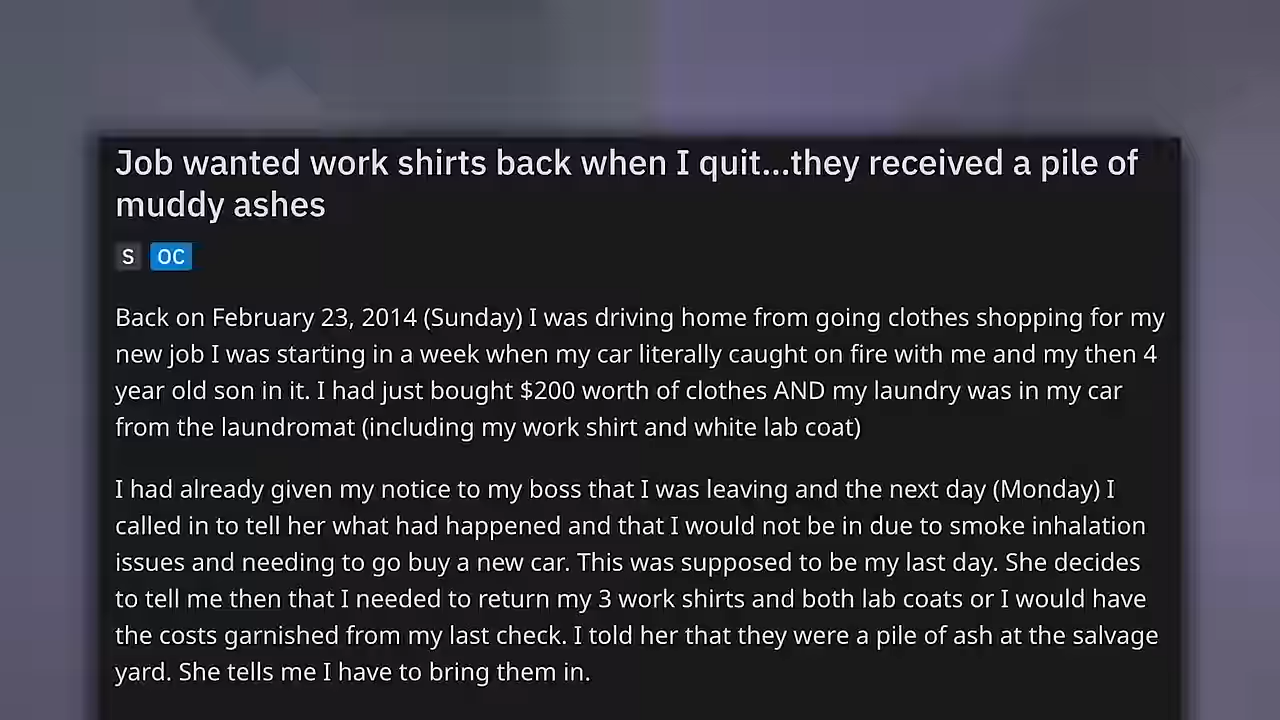 Job wanted work shirts back when I quit...they received a pile of
muddy ashes
S OC
Back on February 23, 2014 (Sunday) I was driving home from going clothes shopping for my
new job I was starting in a week when my car literally caught on fire with me and my then 4
year old son in it. I had just bought $200 worth of clothes AND my laundry was in my car
from the laundromat (including my work shirt and white lab coat)
I had already given my notice to my boss that I was leaving and the next day (Monday) I
called in to tell her what had happened and that I would not be in due to smoke inhalation
issues and needing to go buy a new car. This was supposed to be my last day. She decides
to tell me then that I needed to return my 3 work shirts and both lab coats or I would have
the costs garnished from my last check. I told her that they were a pile of ash at the salvage
yard. She tells me I have to bring them in.